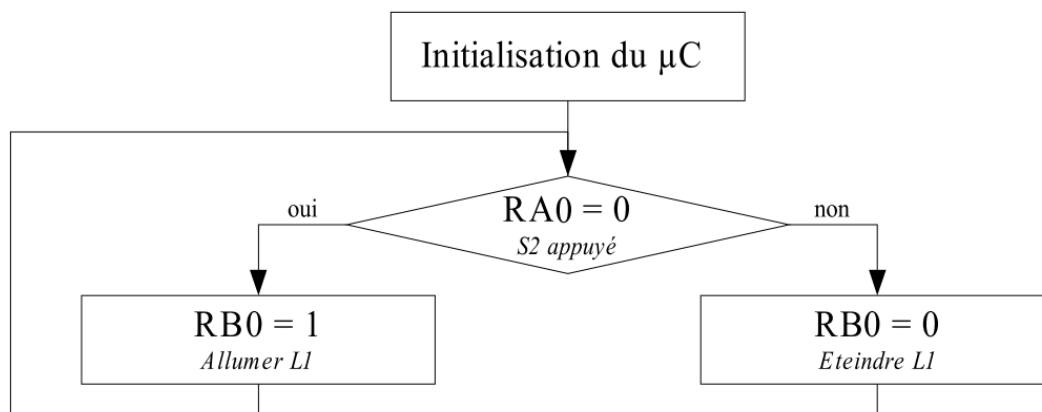 Initialisation du µC
oui
RA0 = 0
non
S2 appuyé
RB0 = 1
Allumer L1
RB0 = 0
Eteindre L1